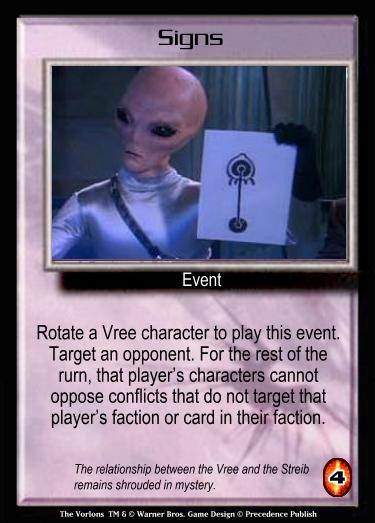 Signs
Event
Rotate a Vree character to play this event.
Target an opponent. For the rest of the
rurn, that player's characters cannot
oppose conflicts that do not target that
player's faction or card in their faction.
The relationship between the Vree and the Streib
remains shrouded in mystery.
4
The Vorlons TM & © Warner Bros. Game Design © Precedence Publish